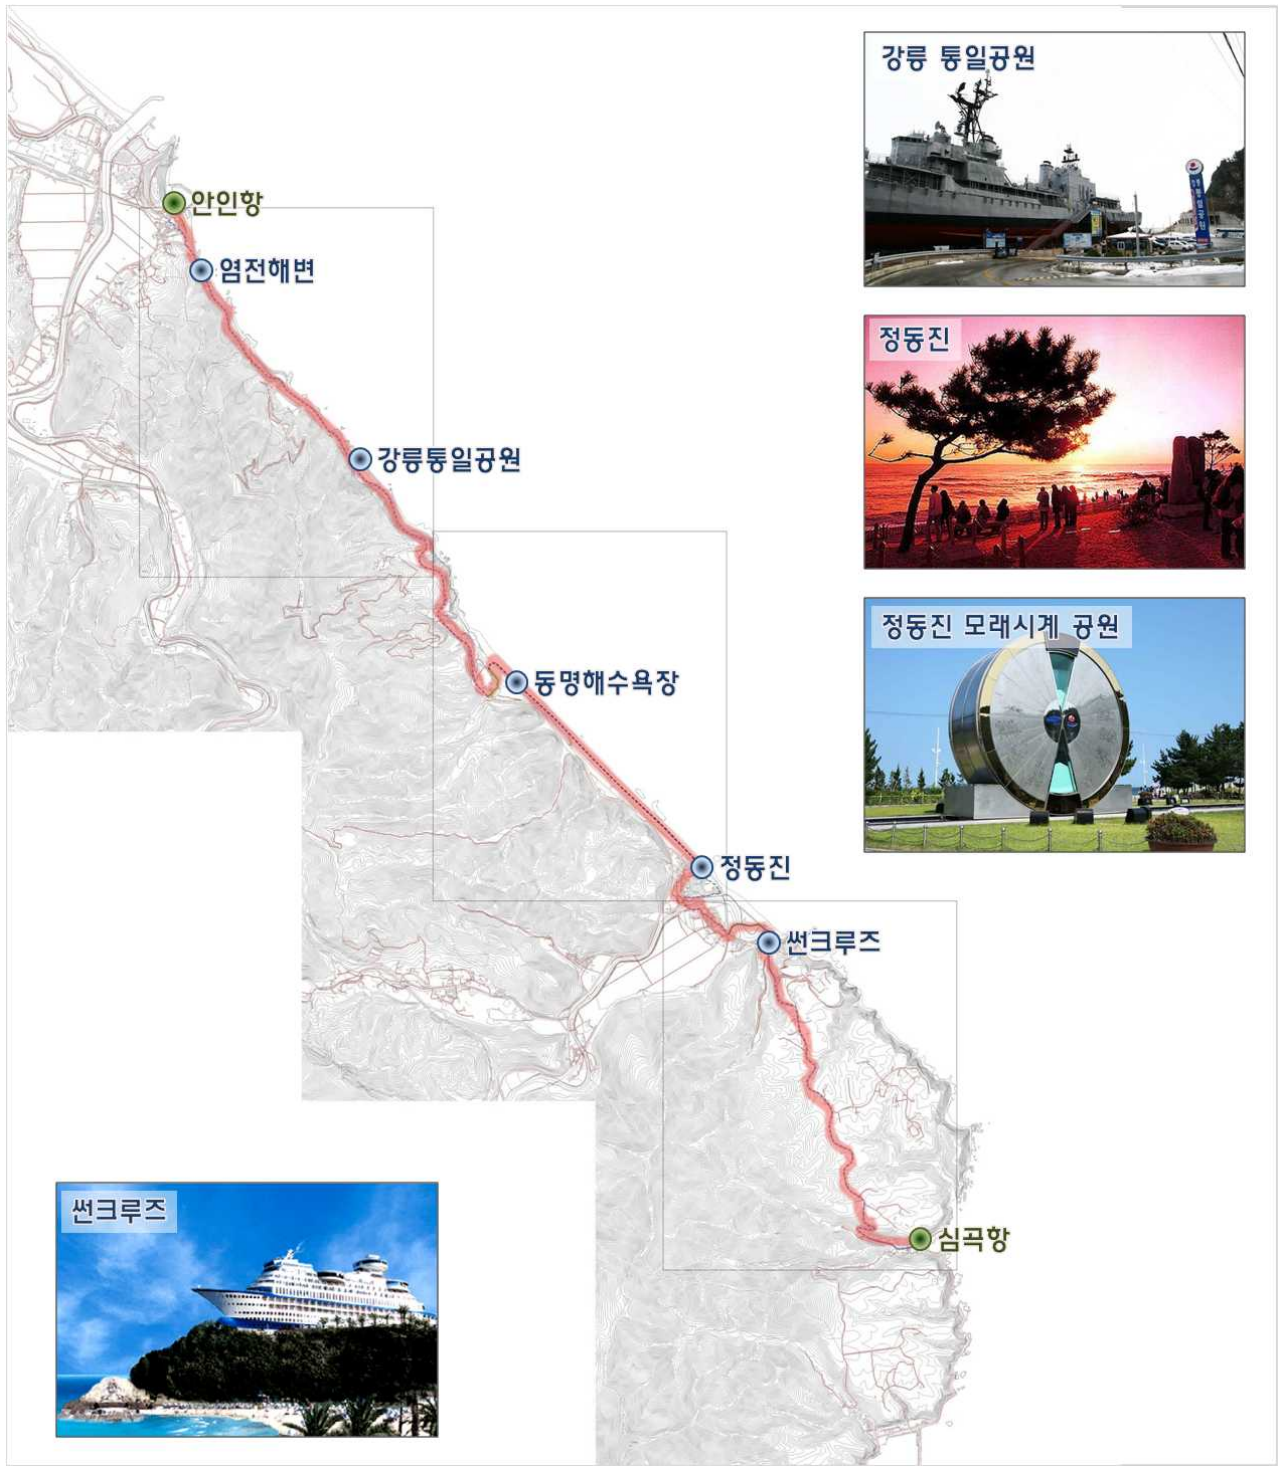 강릉 통일공원
안인항
염전해변
정동진
강릉통일공원
정동진 모래시계 공원
동명해수욕장
정동진
썬크루즈
썬크루즈
심곡항